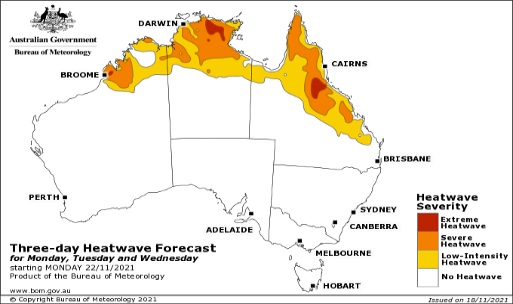 Australian Government
Bureau of Meteorology
DARWIN
BROOME
CAIRNS
BRISBANE
PERTH
SYDNEY
CANBERRA
ADELAIDE
MELBOURNE
HOBART
Heatwave
Severity
Extreme
Heatwave
Severe
Heatwave
Low-Intensity
Heatwave
No Heatwave
Three-day Heatwave Forecast
for Monday, Tuesday and Wednesday
starting MONDAY 22/11/2021
Product of the Bureau of Meteorology
www.bom.gov.au
© Copyright Bureau of Meteorology 2021
Issued on 18/11/2021